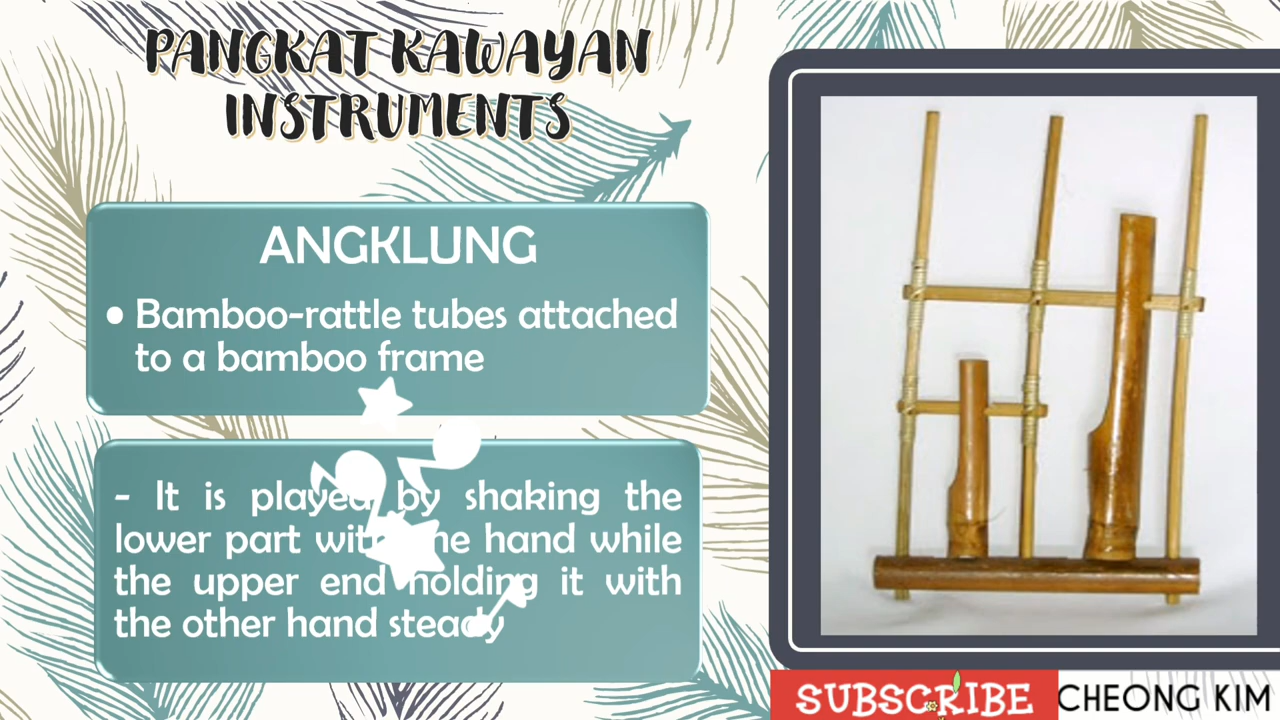 PANGKAT KAWAYAN
INSTRUMENTS
ANGKLUNG
• Bamboo-rattle tubes attached
to a bamboo frame
- It is played by shaking the
lower part with the hand while
the upper end holding it with
the other hand steady
SUBSCRIBE CHEONG KIM